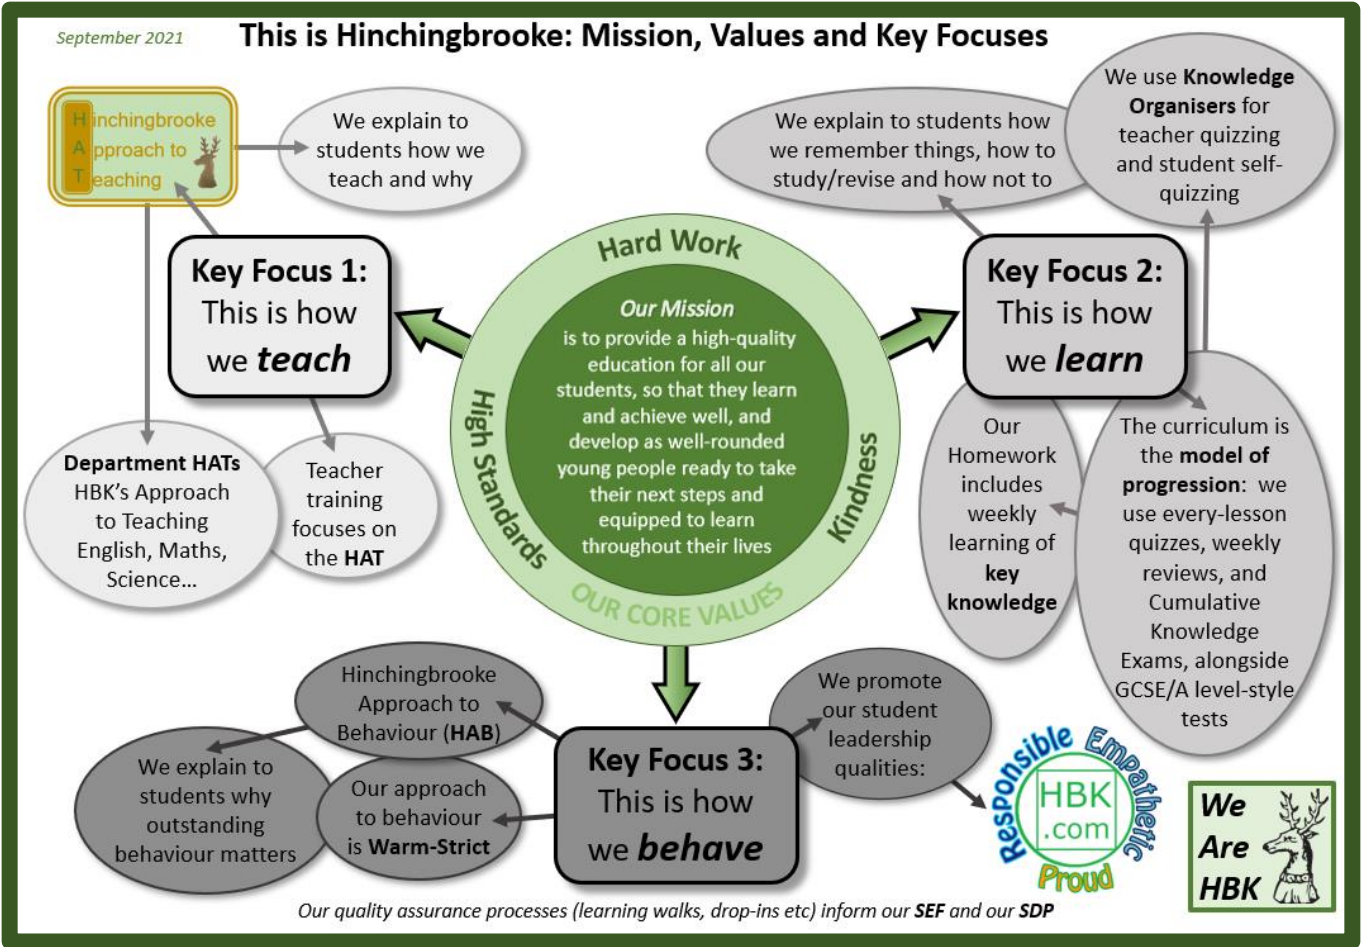 September 2021
This is Hinchingbrooke: Mission, Values and Key Focuses
Hinchingbrooke
Approach to
Teaching
We explain to
students how we
teach and why
We explain to students how
we remember things, how to
study/revise and how not to
We use Knowledge
Organisers for
teacher quizzing
and student self-
quizzing
Key Focus 1:
This is how
we teach
Hard Work
High Standards
Kindness
OUR CORE VALUES
Our Mission
is to provide a high-quality
education for all our
students, so that they learn
and achieve well, and
develop as well-rounded
young people ready to take
their next steps and
equipped to learn
throughout their lives
Key Focus 2:
This is how
we learn
Department HATs
HBK’s Approach
to Teaching
English, Maths,
Science…
Teacher
training
focuses on
the HAT
Our
Homework
includes
weekly
learning of
key
knowledge
The curriculum is
the model of
progression: we
use every-lesson
quizzes, weekly
reviews, and
Cumulative
Knowledge
Exams, alongside
GCSE/A level-style
tests
Hinchingbrooke
Approach to
Behaviour (HAB)
We explain to
students why
outstanding
behaviour matters
Our approach
to behaviour
is Warm-Strict
Key Focus 3:
This is how
we behave
We promote
our student
leadership
qualities:
Responsible
Empathetic
Proud
HBK
.com
We
Are
HBK
Our quality assurance processes (learning walks, drop-ins etc) inform our SEF and our SDP